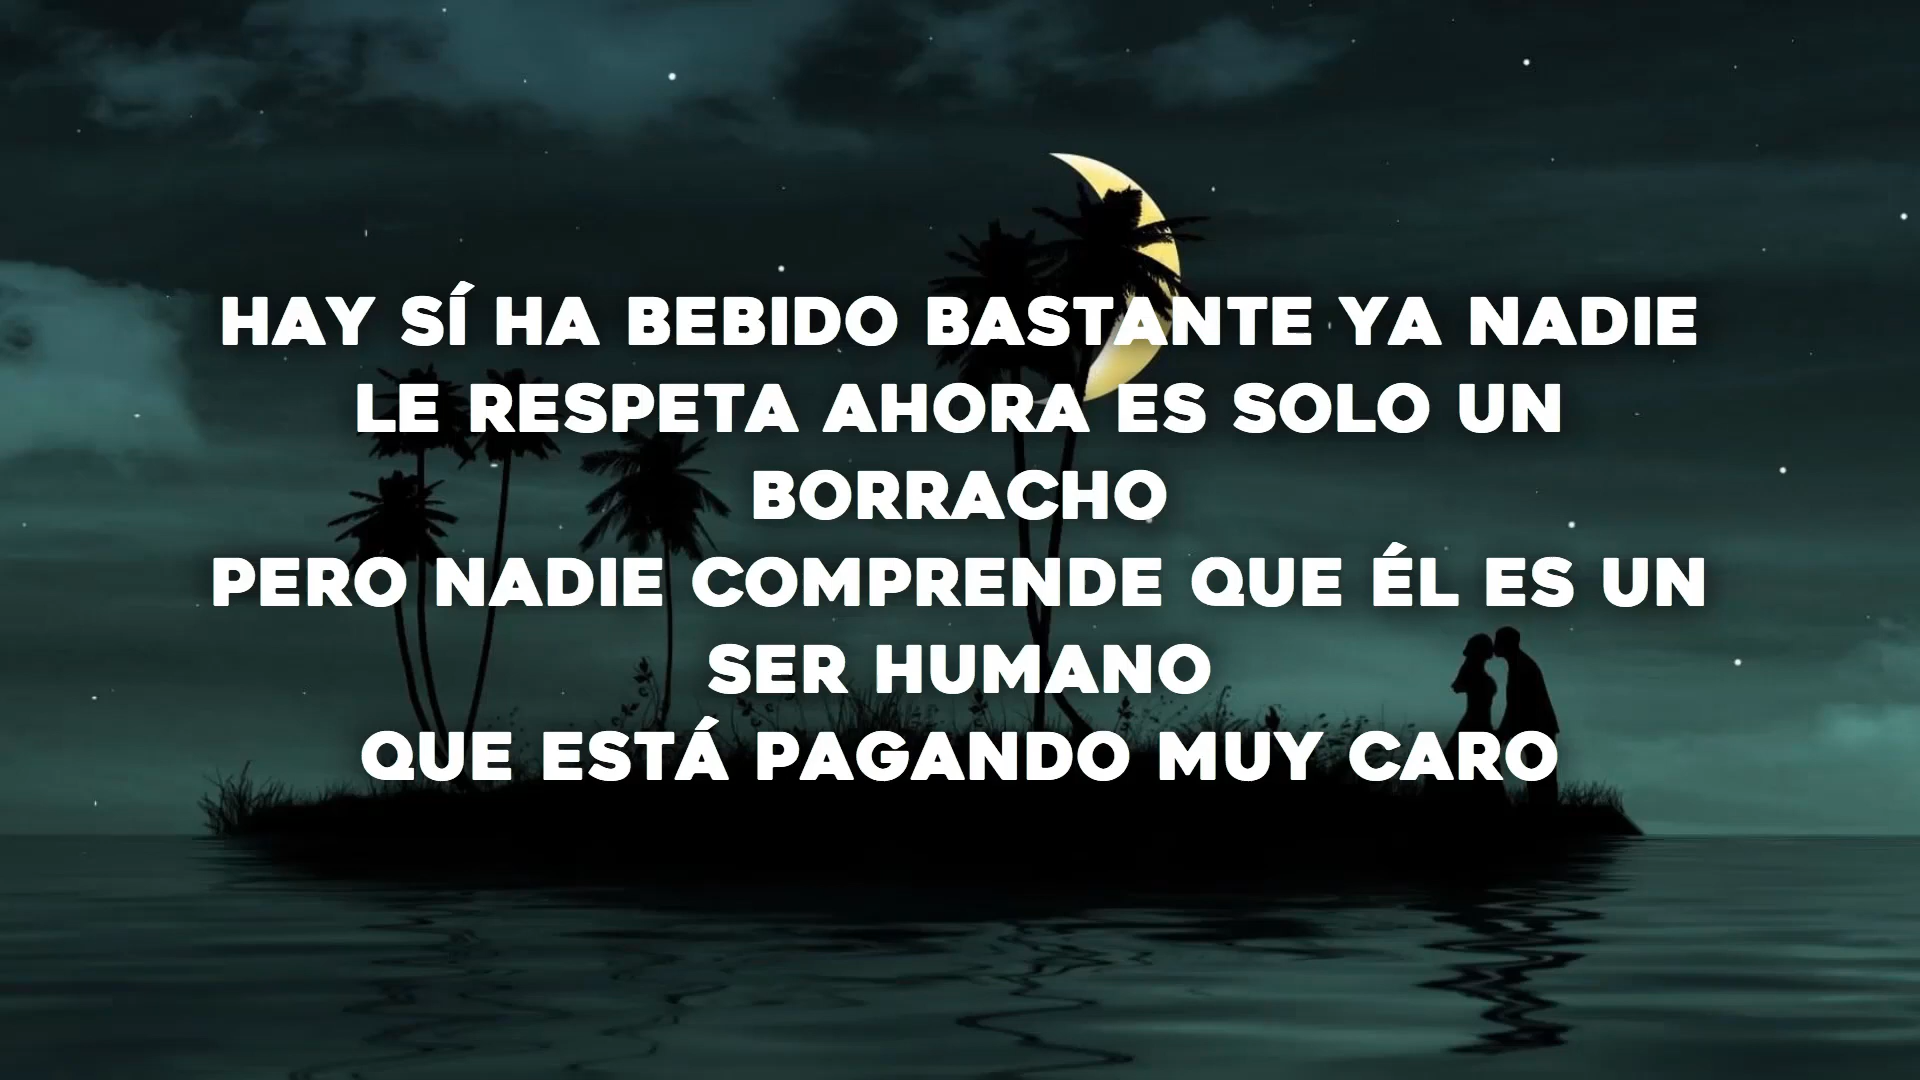 HAY SÍ HA BEBIDO BASTANTE YA NADIE
LE RESPETA AHORA ES SOLO UN
BORRACHO
PERO NADIE COMPRENDE QUE ÉL ES UN
SER HUMANO
QUE ESTÁ PAGANDO MUY CARO